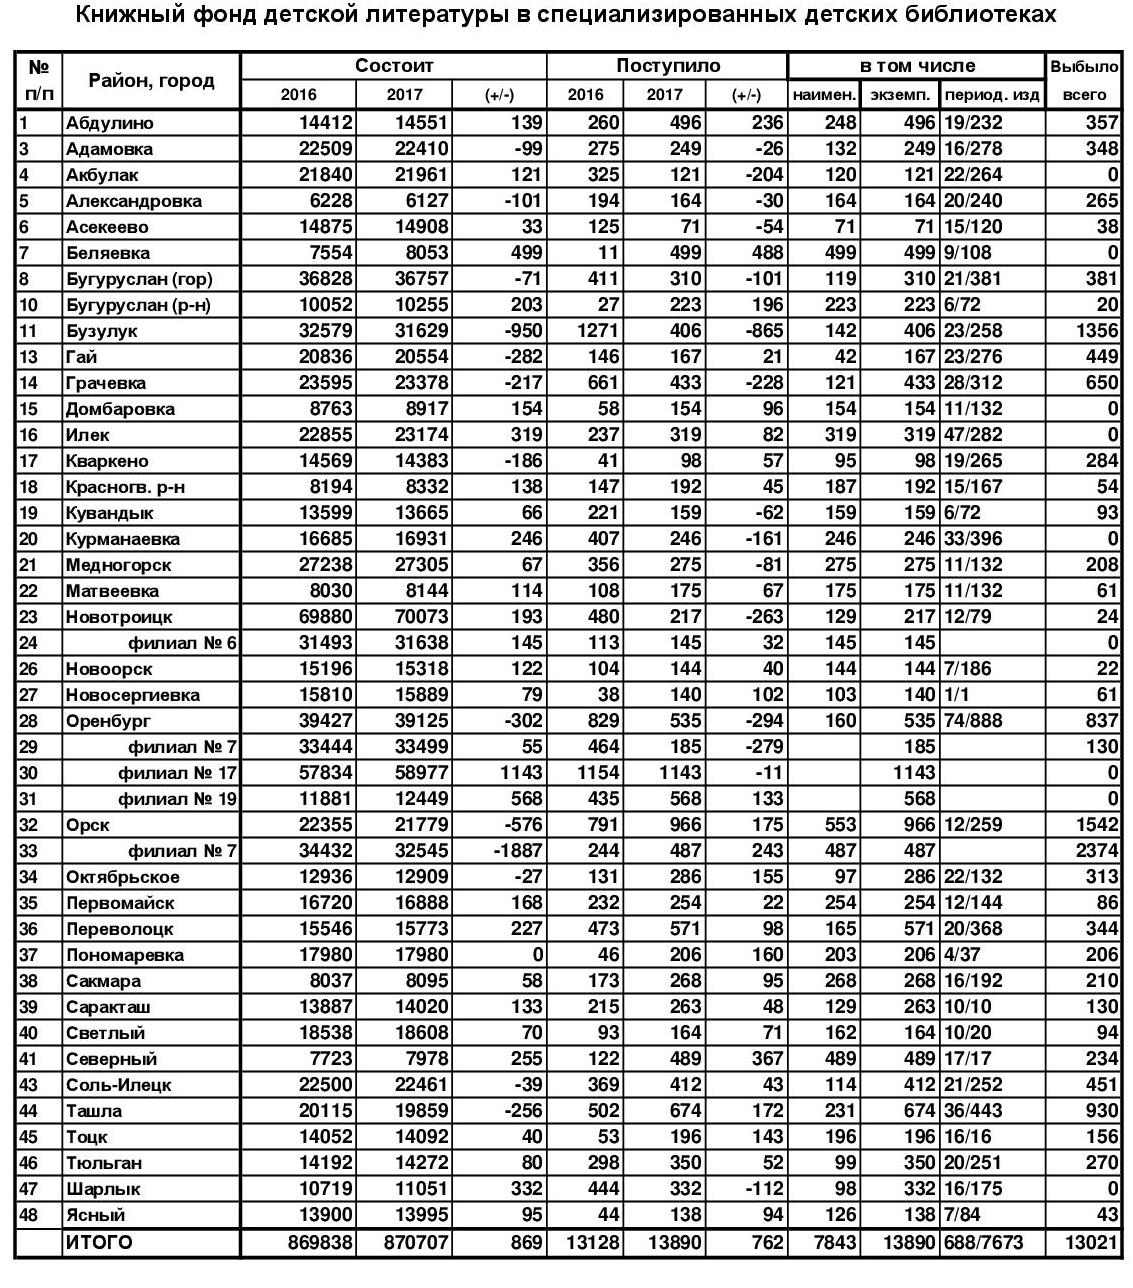 Книжный фонд детской литературы в специализированных детских библиотеках
№ п/п Район, город Состоит Поступило в том числе Выбыло
2016 2017 (+/-) 2016 2017 (+/-) наимен. экземп. период. изд всего
1 Абдулино 14412 14551 139 260 496 236 248 496 19/232 357
3 Адамовка 22509 22410 -99 275 249 -26 132 249 16/278 348
4 Акбулак 21840 21961 121 325 121 -204 120 121 22/264 0
5 Александровка 6228 6127 -101 194 164 -30 164 164 20/240 265
6 Асекеево 14875 14908 33 125 71 -54 71 71 15/120 38
7 Беляевка 7554 8053 499 11 499 488 499 499 9/108 0
8 Бугуруслан (гор) 36828 36757 -71 411 310 -101 119 310 21/381 381
10 Бугуруслан (р-н) 10052 10255 203 27 223 196 223 223 6/72 20
11 Бузулук 32579 31629 -950 1271 406 -865 142 406 23/258 1356
13 Гай 20836 20554 -282 146 167 21 42 167 23/276 449
14 Грачевка 23595 23378 -217 661 433 -228 121 433 28/312 650
15 Домбаровка 8763 8917 154 58 154 96 154 154 11/132 0
16 Илек 22855 23174 319 237 319 82 319 319 47/282 0
17 Кваркено 14569 14383 -186 41 98 57 95 98 19/265 284
18 Красногв. р-н 8194 8332 138 147 192 45 187 192 15/167 54
19 Кувандык 13599 13665 66 221 159 -62 159 159 6/72 93
20 Курманаевка 16685 16931 246 407 246 -161 246 246 33/396 0
21 Медногорск 27238 27305 67 356 275 -81 275 275 11/132 208
22 Матвеевка 8030 8144 114 108 175 67 175 175 11/132 61
23 Новотроицк 69880 70073 193 480 217 -263 129 217 12/79 24
24 филиал № 6 31493 31638 145 113 145 32 145 145 0
26 Новоорск 15196 15318 122 104 144 40 144 144 7/186 22
27 Новосергиевка 15810 15889 79 38 140 102 103 140 1/1 61
28 Оренбург 39427 39125 -302 829 535 -294 160 535 74/888 837
29 филиал № 7 33444 33499 55 464 185 -279 185 130
30 филиал № 17 57834 58977 1143 1154 1143 -11 1143 0
31 филиал № 19 11881 12449 568 435 568 133 568 0
32 Орск 22355 21779 -576 791 966 175 553 966 12/259 1542
33 филиал № 7 34432 32545 -1887 244 487 243 487 487 2374
34 Октябрьское 12936 12909 -27 131 286 155 97 286 22/132 313
35 Первомайск 16720 16888 168 232 254 22 254 254 12/144 86
36 Переволоцк 15546 15773 227 473 571 98 165 571 20/368 344
37 Пономаревка 17980 17980 0 46 206 160 203 206 4/37 206
38 Сакмара 8037 8095 58 173 268 95 268 268 16/192 210
39 Саракташ 13887 14020 133 215 263 48 129 263 10/10 130
40 Светлый 18538 18608 70 93 164 71 162 164 10/20 94
41 Северный 7723 7978 255 122 489 367 489 489 17/17 234
43 Соль-Илецк 22500 22461 -39 369 412 43 114 412 21/252 451
44 Ташла 20115 19859 -256 502 674 172 231 674 36/443 930
45 Тоцк 14052 14092 40 53 196 143 196 196 16/16 156
46 Тюльган 14192 14272 80 298 350 52 99 350 20/251 270
47 Шарлык 10719 11051 332 444 332 -112 98 332 16/175 0
48 Ясный 13900 13995 95 44 138 94 126 138 7/84 43
ИТОГО 869838 870707 869 13128 13890 762 7843 13890 688/7673 13021